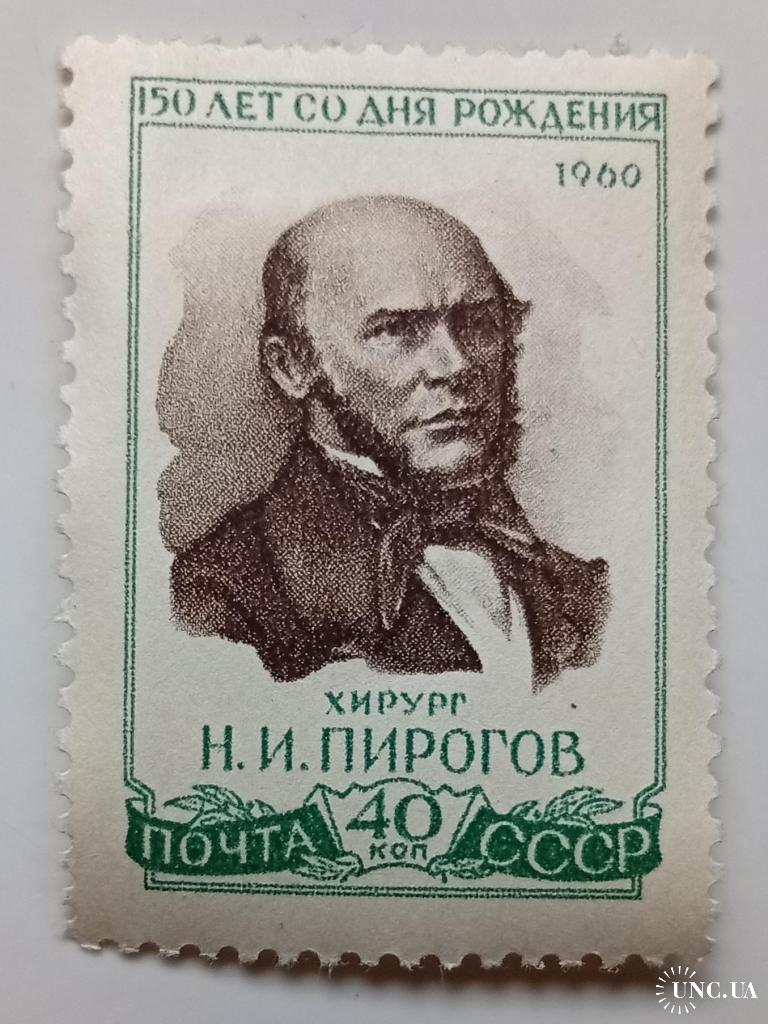 150 ЛЕТ СО ДНЯ РОЖДЕНИЯ
1960
ХИРУРГ
Н. И. ПИРОГОВ
40
КОП
ПОЧТА СССР
UNC.UA